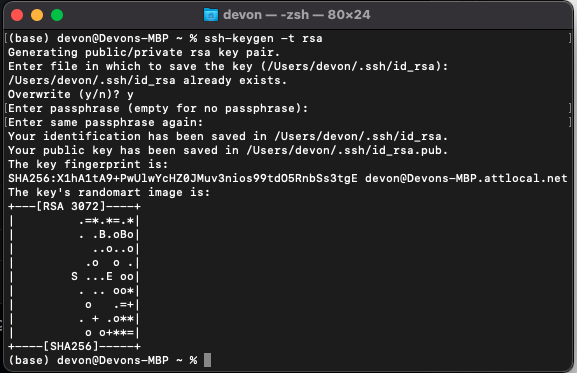 devon — -zsh — 80×24
(base) devon@Devons-MBP ~ % ssh-keygen -t rsa
Generating public/private rsa key pair.
Enter file in which to save the key (/Users/devon/.ssh/id_rsa):
/Users/devon/.ssh/id_rsa already exists.
Overwrite (y/n)? y
Enter passphrase (empty for no passphrase):
Enter same passphrase again:
Your identification has been saved in /Users/devon/.ssh/id_rsa.
Your public key has been saved in /Users/devon/.ssh/id_rsa.pub.
The key fingerprint is:
SHA256:X1hA1tA9+PwUlwYcHZ0JMuv3nios99tdO5RnbSs3tgE devon@Devons-MBP.attlocal.net
The key's randomart image is:
+---[RSA 3072]----+
|         .=*.*=.*|
|         . .B.oBo|
|           ..o..o|
|          .o  o .|
|        S ...E oo|
|         . .. oo*|
|          o   .=+|
|         . + .o**|
|          o o+**=|
+----[SHA256]-----+
(base) devon@Devons-MBP ~ %